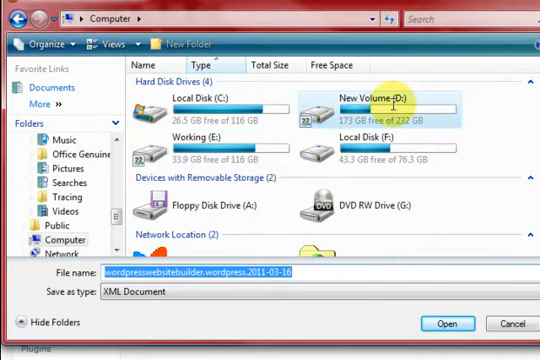 Computer
Search
Organize Views New Folder
Name Type Total Size Free Space
Favorite Links
Documents
More »
Folders
Music
Office Genuine
Pictures
Searches
Tracing
Videos
Public
Computer
Network
Hard Disk Drives (4)
Local Disk (C:)
26.5 GB free of 116 GB
New Volume (D:)
173 GB free of 232 GB
Working (E:)
33.9 GB free of 116 GB
Local Disk (F:)
43.3 GB free of 76.3 GB
Devices with Removable Storage (2)
Floppy Disk Drive (A:)
DVD RW Drive (G:)
DVD
Network Location (2)
File name: wordpresswebsitebuilder.wordpress.2011-03-16
Save as type: XML Document
Hide Folders
Open
Cancel
Plugins